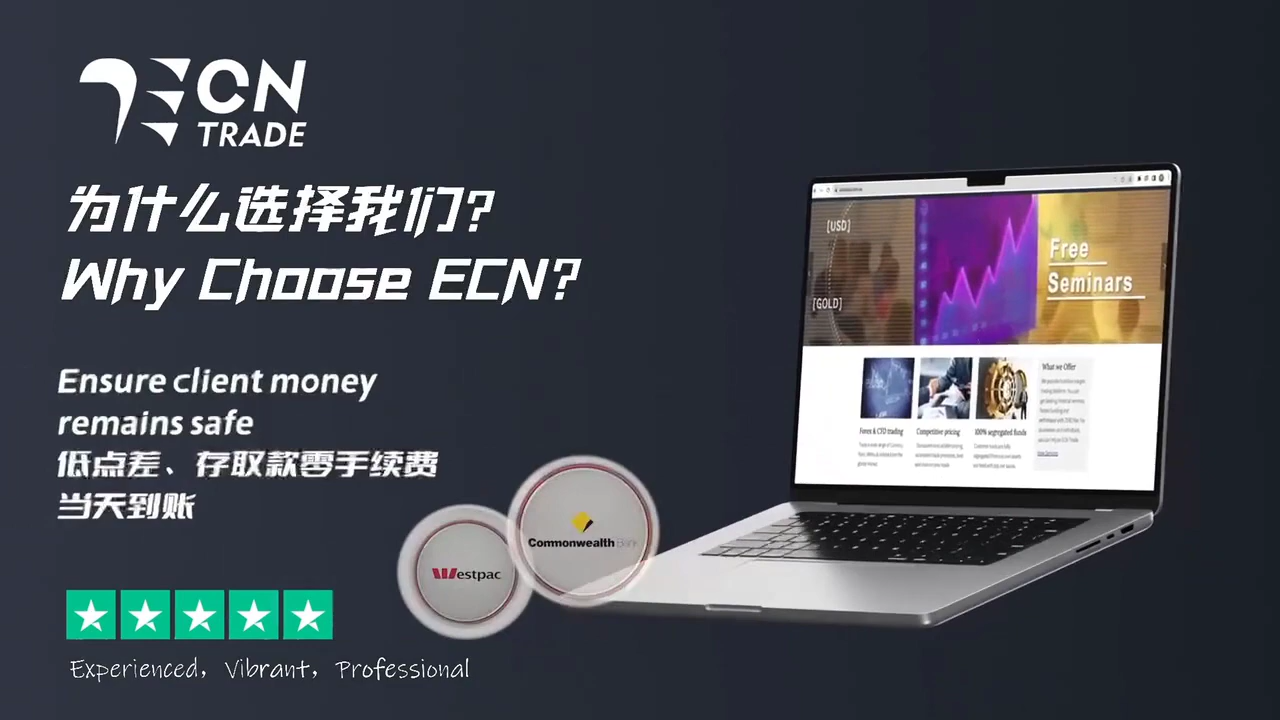 ECN
TRADE
为什么选择我们?
Why Choose ECN?
Ensure client money
remains safe
低点差、存取款零手续费
当天到账
Commonwealth Bank
Westpac
Experienced, Vibrant, Professional
[USD]
[GOLD]
Free
Seminars
Forex & CFD trading
Competitive pricing
100% segregated funds
What we Offer